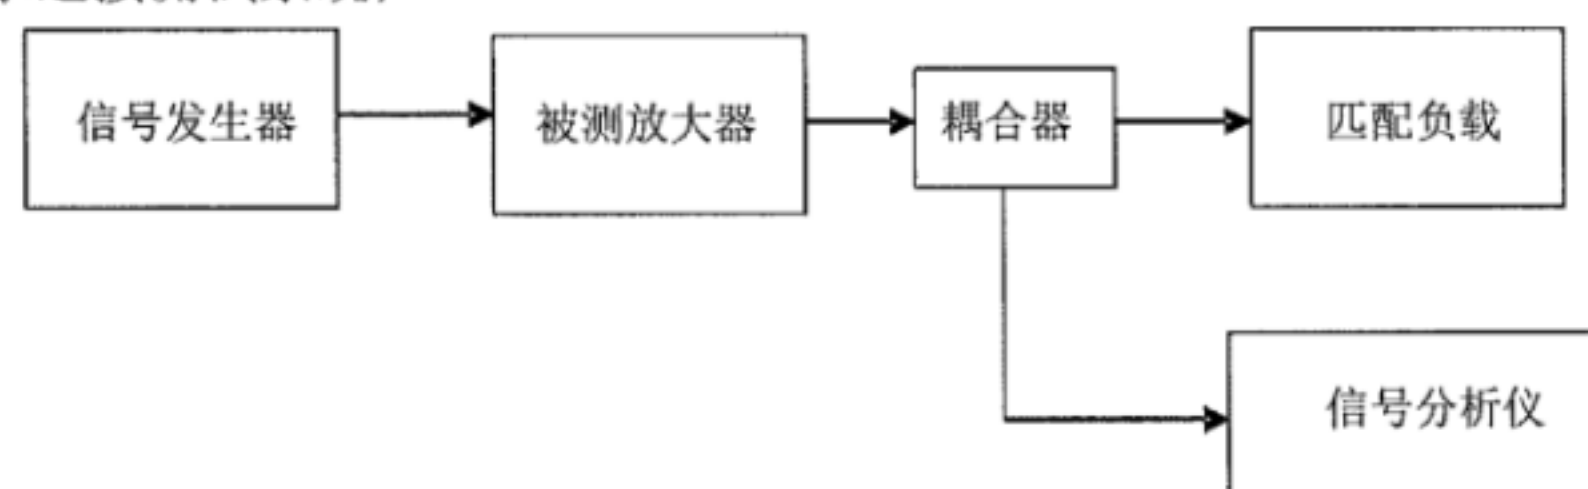 信号发生器
被测放大器
耦合器
匹配负载
信号分析仪